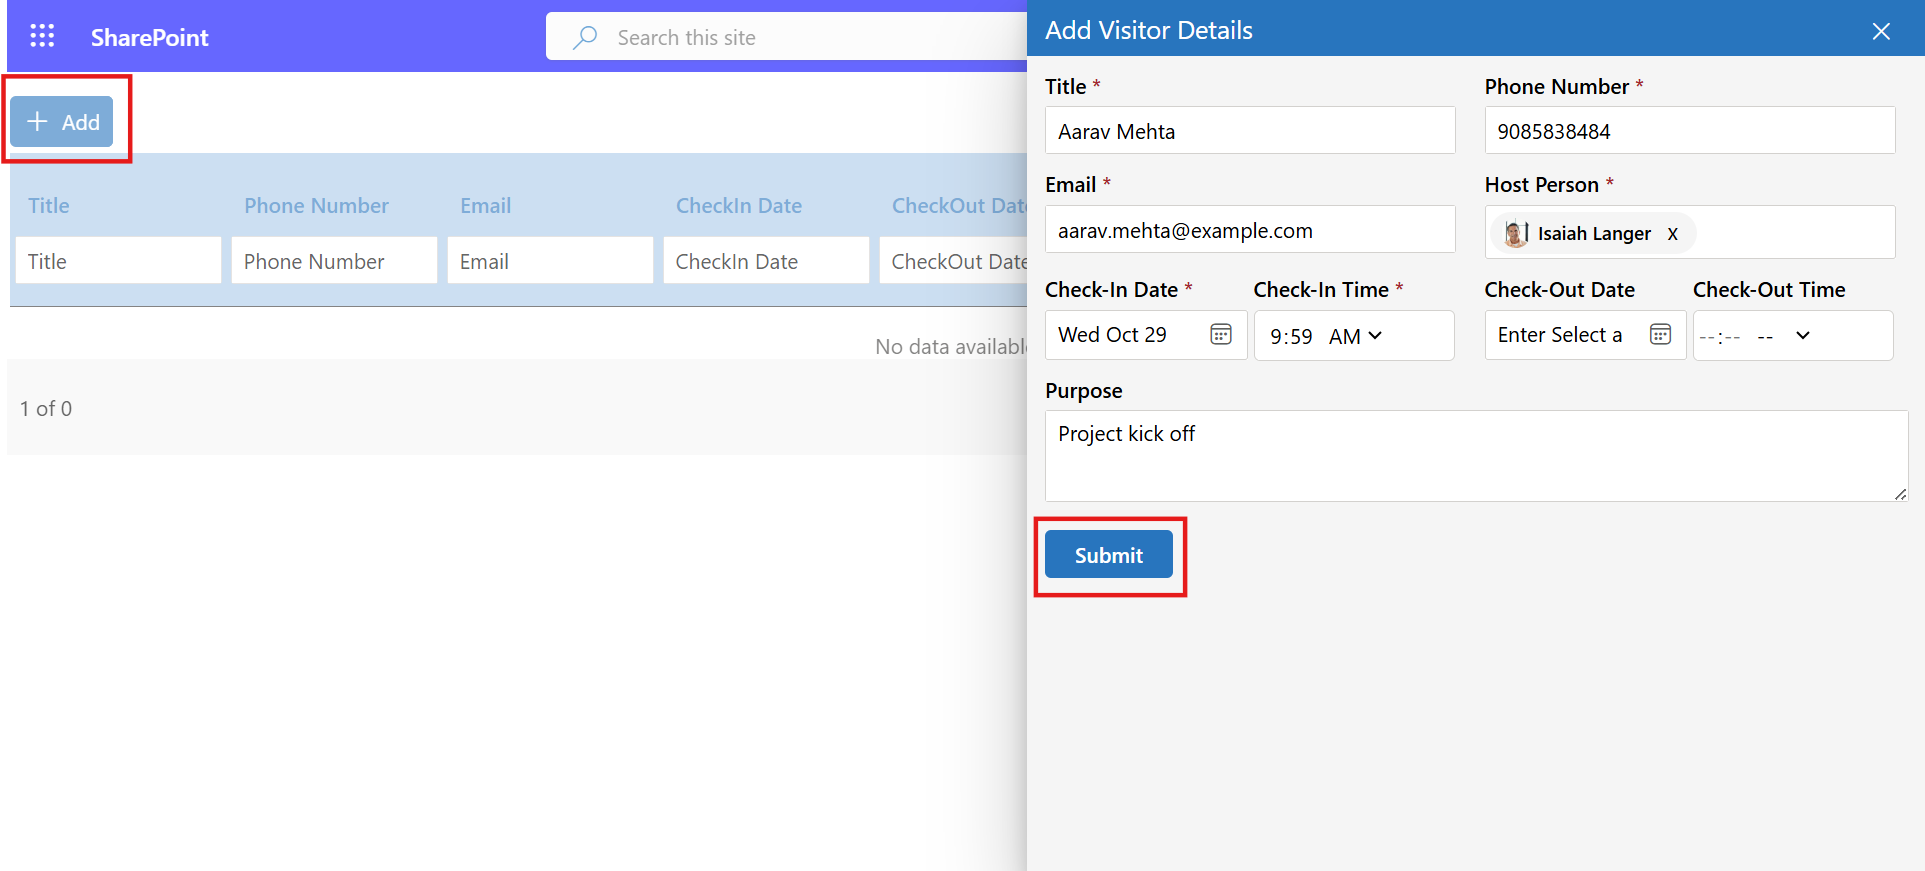 SharePoint
Search this site
+ Add
Title Phone Number Email CheckIn Date CheckOut Dat
Title Phone Number Email CheckIn Date CheckOut Date
No data availabl
1 of 0
Add Visitor Details
Title * Phone Number *
Aarav Mehta 9085838484
Email * Host Person *
aarav.mehta@example.com Isaiah Langer X
Check-In Date * Check-In Time * Check-Out Date Check-Out Time
Wed Oct 29 9:59 AM Enter Select a --:-- --
Purpose
Project kick off
Submit